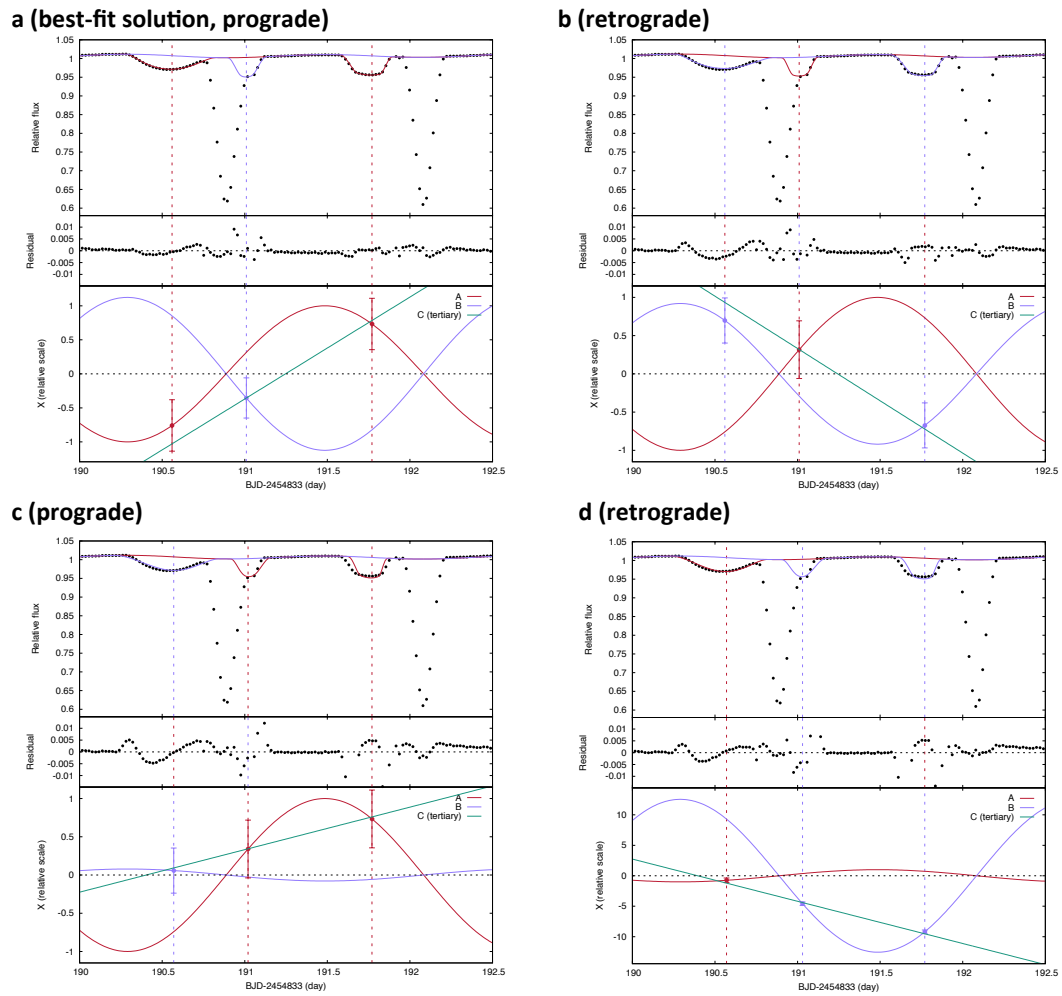 a (best-fit solution, prograde)
1.05
1
0.95
0.9
0.85
0.8
0.75
0.7
0.65
0.6
Relative flux
0.01
0.005
0
-0.005
-0.01
Residual
A
B
C (tertiary)
1
0.5
0
-0.5
-1
X (relative scale)
190 190.5 191 191.5 192 192.5
BJD-2454833 (day)
b (retrograde)
1.05
1
0.95
0.9
0.85
0.8
0.75
0.7
0.65
0.6
Relative flux
0.01
0.005
0
-0.005
-0.01
Residual
A
B
C (tertiary)
1
0.5
0
-0.5
-1
X (relative scale)
190 190.5 191 191.5 192 192.5
BJD-2454833 (day)
c (prograde)
1.05
1
0.95
0.9
0.85
0.8
0.75
0.7
0.65
0.6
Relative flux
0.01
0.005
0
-0.005
-0.01
Residual
A
B
C (tertiary)
1
0.5
0
-0.5
-1
X (relative scale)
190 190.5 191 191.5 192 192.5
BJD-2454833 (day)
d (retrograde)
1.05
1
0.95
0.9
0.85
0.8
0.75
0.7
0.65
0.6
Relative flux
0.01
0.005
0
-0.005
-0.01
Residual
A
B
C (tertiary)
10
5
0
-5
-10
X (relative scale)
190 190.5 191 191.5 192 192.5
BJD-2454833 (day)